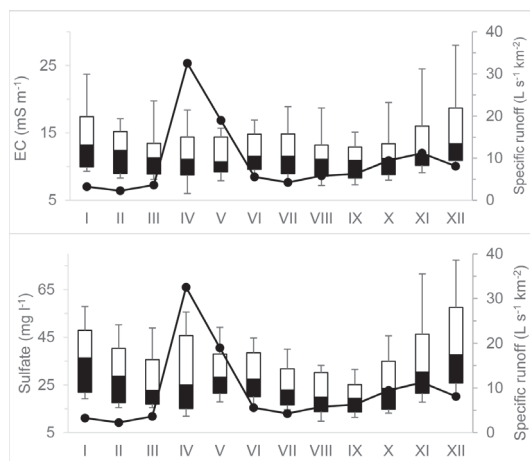 EC (mS m⁻¹)
25
15
5
40
30
20
10
0
Specific runoff (L s⁻¹ km⁻²)
I II III IV V VI VII VIII IX X XI XII
Sulfate (mg l⁻¹)
65
45
25
5
40
30
20
10
0
Specific runoff (L s⁻¹ km⁻²)
I II III IV V VI VII VIII IX X XI XII